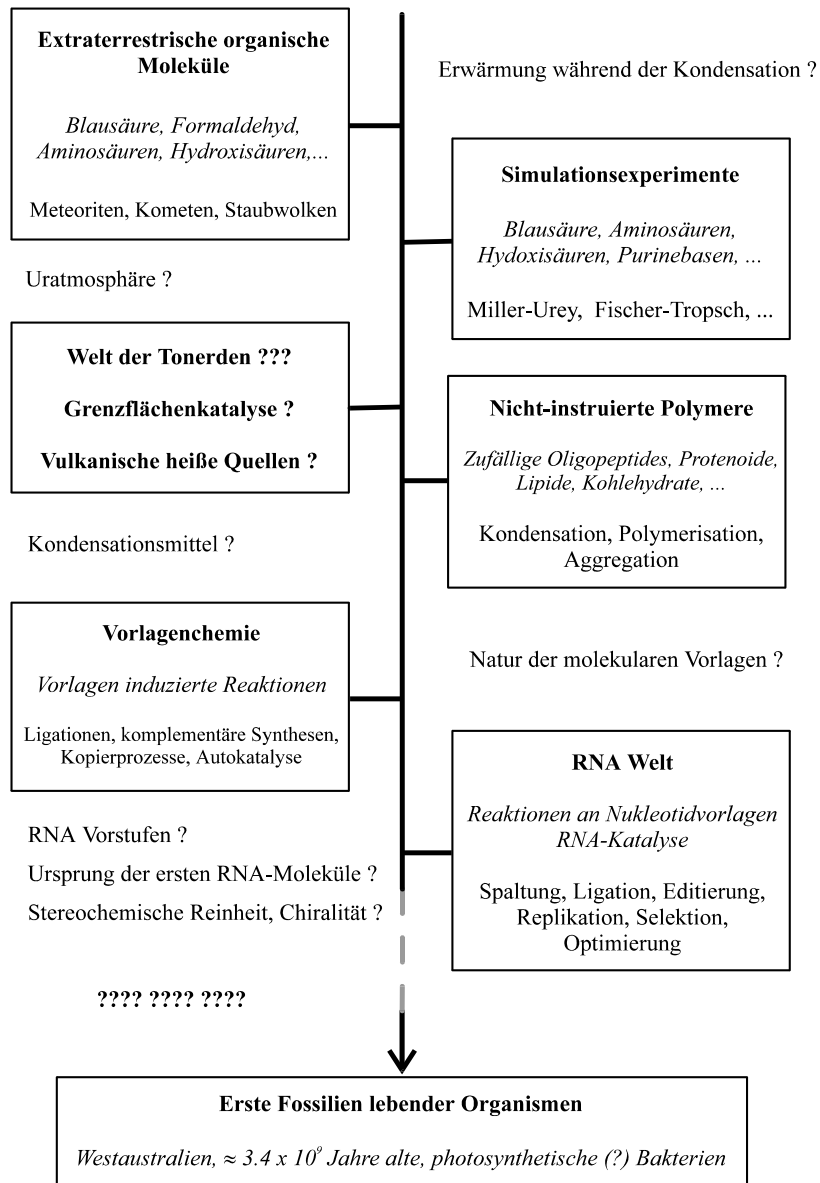 Extraterrestrische organische
Moleküle
Blausäure, Formaldehyd,
Aminosäuren, Hydroxisäuren,...
Meteoriten, Kometen, Staubwolken
Erwärmung während der Kondensation ?
Simulationsexperimente
Blausäure, Aminosäuren,
Hydoxisäuren, Purinebasen, ...
Miller-Urey, Fischer-Tropsch, ...
Uratmosphäre ?
Welt der Tonerden ???
Grenzflächenkatalyse ?
Vulkanische heiße Quellen ?
Nicht-instruierte Polymere
Zufällige Oligopeptides, Protenoide,
Lipide, Kohlehydrate, ...
Kondensation, Polymerisation,
Aggregation
Kondensationsmittel ?
Vorlagenchemie
Vorlagen induzierte Reaktionen
Ligationen, komplementäre Synthesen,
Kopierprozesse, Autokatalyse
Natur der molekularen Vorlagen ?
RNA Welt
Reaktionen an Nukleotidvorlagen
RNA-Katalyse
Spaltung, Ligation, Editierung,
Replikation, Selektion,
Optimierung
RNA Vorstufen ?
Ursprung der ersten RNA-Moleküle ?
Stereochemische Reinheit, Chiralität ?
???? ???? ????
Erste Fossilien lebender Organismen
Westaustralien, ≈ 3.4 x 10⁹ Jahre alte, photosynthetische (?) Bakterien